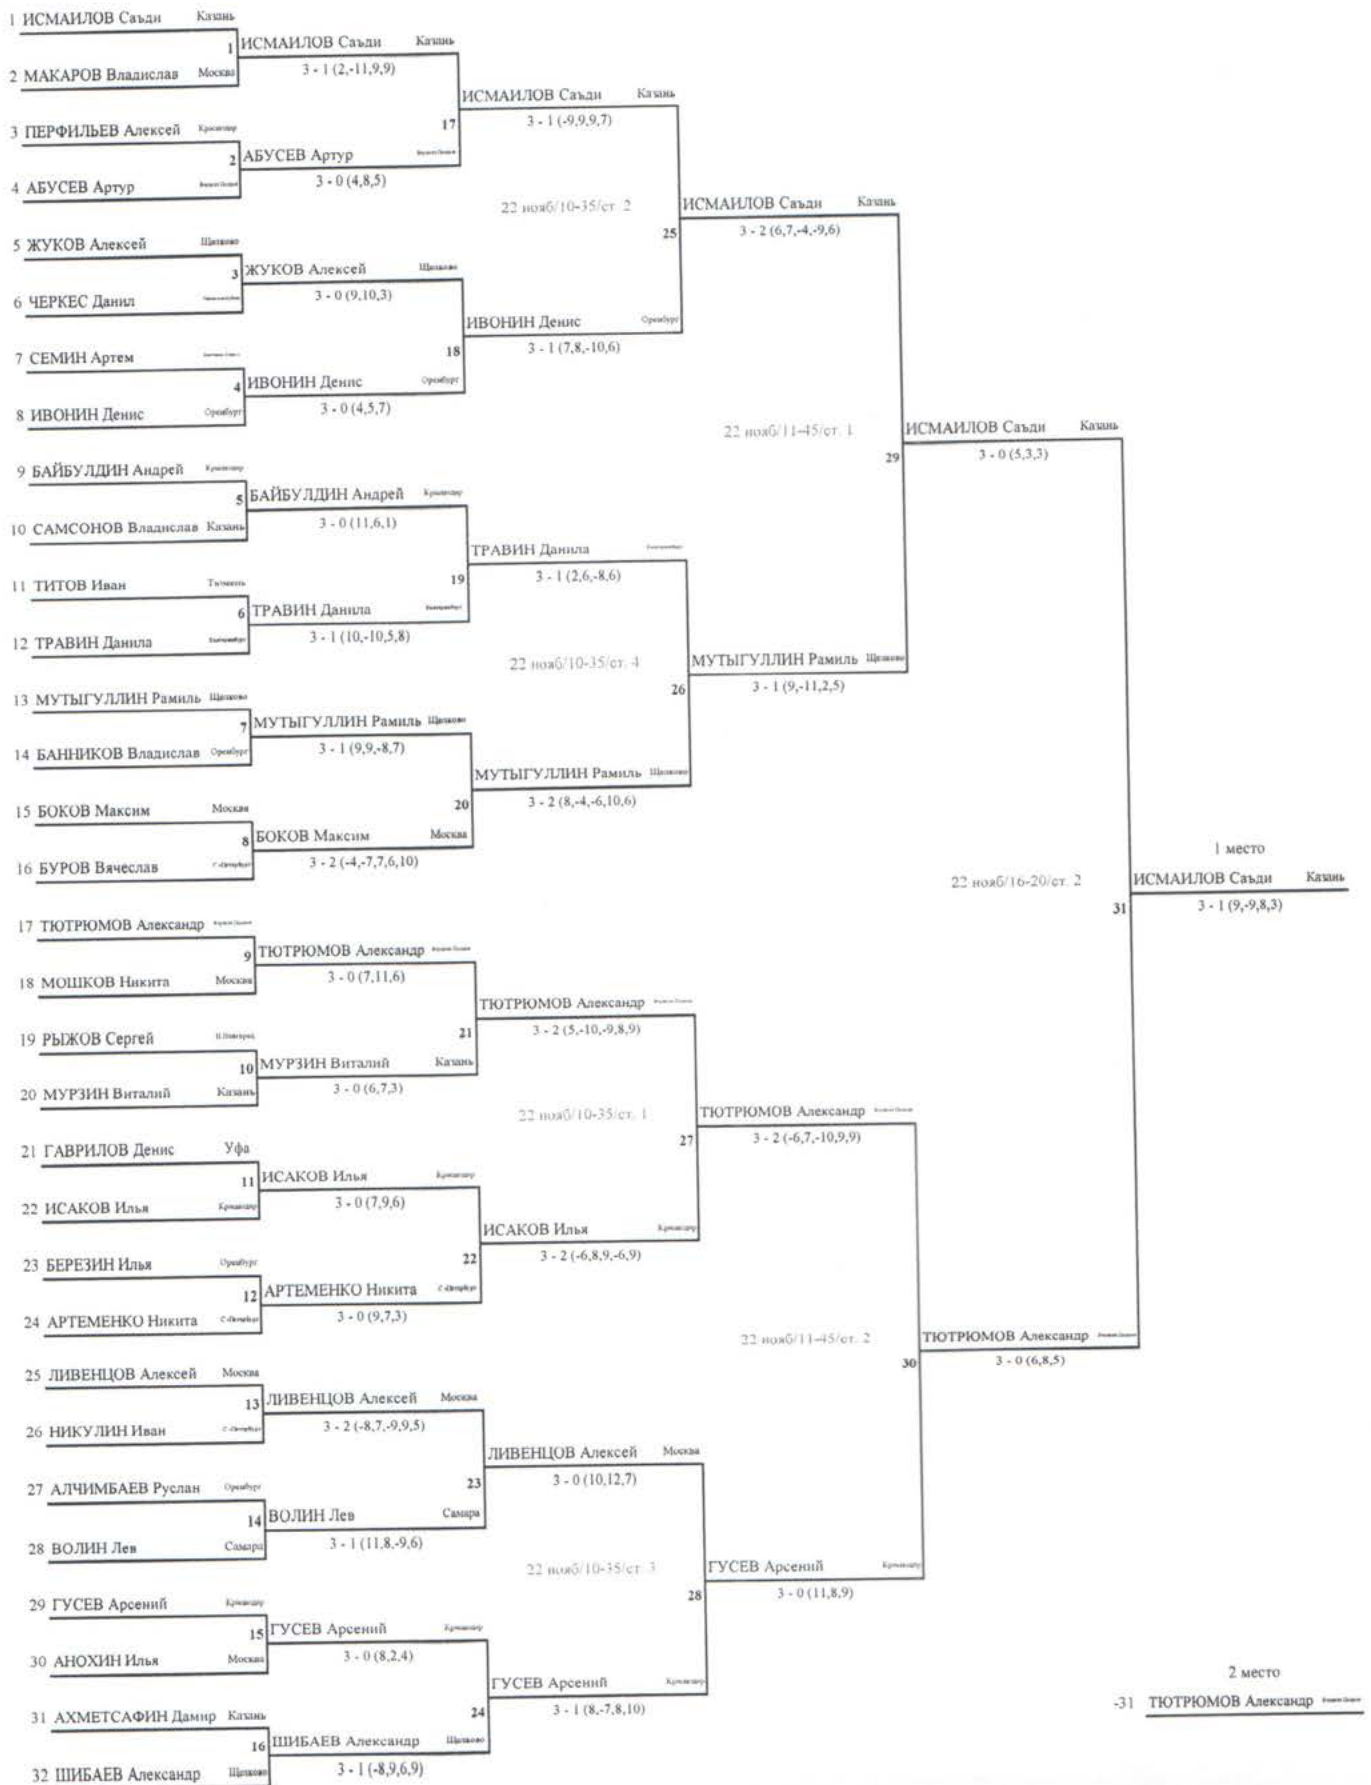 1 ИСМАИЛОВ Саъди Казань
1 ИСМАИЛОВ Саъди Казань
2 МАКАРОВ Владислав Москва
3 - 1 (2,-11,9,9)
ИСМАИЛОВ Саъди Казань
3 ПЕРФИЛЬЕВ Алексей Краснодар
17
3 - 1 (-9,9,9,7)
2 АБУСЕВ Артур
4 АБУСЕВ Артур
3 - 0 (4,8,5)
22 нояб/10-35/ст. 2
ИСМАИЛОВ Саъди Казань
25
3 - 2 (6,7,-4,-9,6)
5 ЖУКОВ Алексей Щелково
3 ЖУКОВ Алексей Щелково
6 ЧЕРКЕС Данил
3 - 0 (9,10,3)
ИВОНИН Денис Оренбург
18
3 - 1 (7,8,-10,6)
7 СЕМИН Артем
4 ИВОНИН Денис Оренбург
8 ИВОНИН Денис Оренбург
3 - 0 (4,5,7)
22 нояб/11-45/ст. 1
ИСМАИЛОВ Саъди Казань
29
3 - 0 (5,3,3)
9 БАЙБУЛДИН Андрей Краснодар
5 БАЙБУЛДИН Андрей Краснодар
10 САМСОНОВ Владислав Казань
3 - 0 (11,6,1)
ТРАВИН Данила Екатеринбург
19
3 - 1 (2,6,-8,6)
11 ТИТОВ Иван Тюмень
6 ТРАВИН Данила Екатеринбург
12 ТРАВИН Данила Екатеринбург
3 - 1 (10,-10,5,8)
22 нояб/10-35/ст. 4
МУТЫГУЛЛИН Рамиль Щелково
26
3 - 1 (9,-11,2,5)
13 МУТЫГУЛЛИН Рамиль Щелково
7 МУТЫГУЛЛИН Рамиль Щелково
14 БАННИКОВ Владислав Оренбург
3 - 1 (9,9,-8,7)
МУТЫГУЛЛИН Рамиль Щелково
20
3 - 2 (8,-4,-6,10,6)
15 БОКОВ Максим Москва
8 БОКОВ Максим Москва
16 БУРОВ Вячеслав С-Петербург
3 - 2 (-4,-7,7,6,10)
1 место
22 нояб/16-20/ст. 2
ИСМАИЛОВ Саъди Казань
31
3 - 1 (9,-9,8,3)
17 ТЮТРЮМОВ Александр
9 ТЮТРЮМОВ Александр
18 МОШКОВ Никита Москва
3 - 0 (7,11,6)
ТЮТРЮМОВ Александр
21
3 - 2 (5,-10,-9,8,9)
19 РЫЖОВ Сергей Н.Новгород
10 МУРЗИН Виталий Казань
20 МУРЗИН Виталий Казань
3 - 0 (6,7,3)
22 нояб/10-35/ст. 1
ТЮТРЮМОВ Александр
27
3 - 2 (-6,7,-10,9,9)
21 ГАВРИЛОВ Денис Уфа
11 ИСАКОВ Илья Краснодар
22 ИСАКОВ Илья Краснодар
3 - 0 (7,9,6)
ИСАКОВ Илья Краснодар
22
3 - 2 (-6,8,9,-6,9)
23 БЕРЕЗИН Илья Оренбург
12 АРТЕМЕНКО Никита С-Петербург
24 АРТЕМЕНКО Никита С-Петербург
3 - 0 (9,7,3)
22 нояб/11-45/ст. 2
ТЮТРЮМОВ Александр
30
3 - 0 (6,8,5)
25 ЛИВЕНЦОВ Алексей Москва
13 ЛИВЕНЦОВ Алексей Москва
26 НИКУЛИН Иван С-Петербург
3 - 2 (-8,7,-9,9,5)
ЛИВЕНЦОВ Алексей Москва
23
3 - 0 (10,12,7)
27 АЛЧИМБАЕВ Руслан Оренбург
14 ВОЛИН Лев Самара
28 ВОЛИН Лев Самара
3 - 1 (11,8,-9,6)
22 нояб/10-35/ст. 3
ГУСЕВ Арсений Краснодар
28
3 - 0 (11,8,9)
29 ГУСЕВ Арсений Краснодар
15 ГУСЕВ Арсений Краснодар
30 АНОХИН Илья Москва
3 - 0 (8,2,4)
ГУСЕВ Арсений Краснодар
24
3 - 1 (8,-7,8,10)
31 АХМЕТСАФИН Дамир Казань
16 ШИБАЕВ Александр Щелково
32 ШИБАЕВ Александр Щелково
3 - 1 (-8,9,6,9)
2 место
-31 ТЮТРЮМОВ Александр